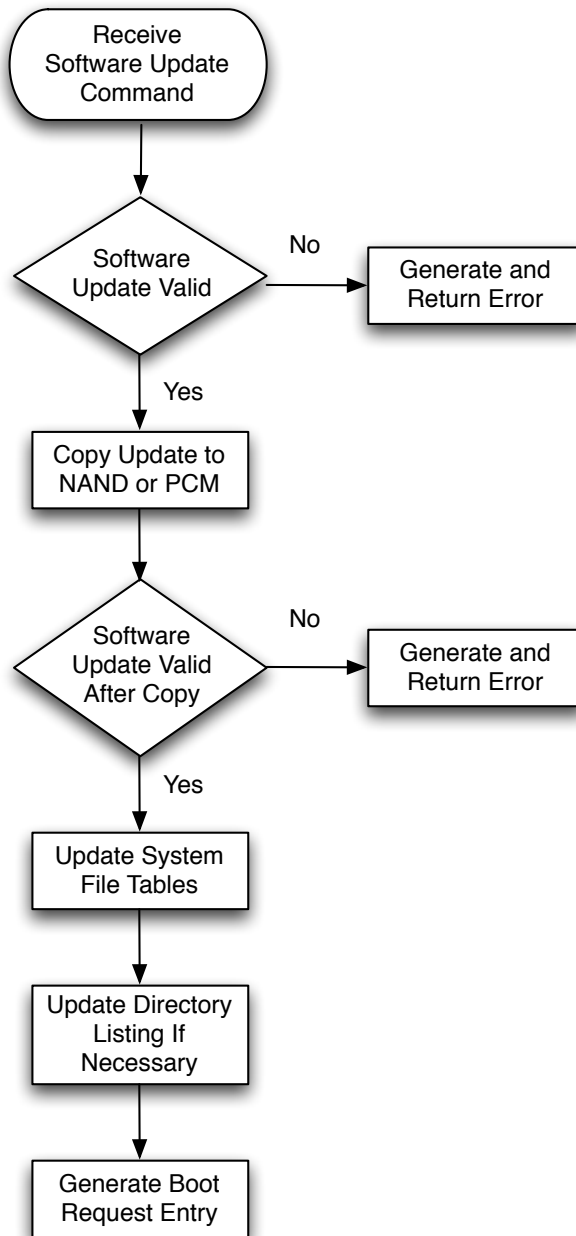 Receive
Software Update
Command
Software
Update Valid
No
Generate and
Return Error
Yes
Copy Update to
NAND or PCM
Software
Update Valid
After Copy
No
Generate and
Return Error
Yes
Update System
File Tables
Update Directory
Listing If
Necessary
Generate Boot
Request Entry